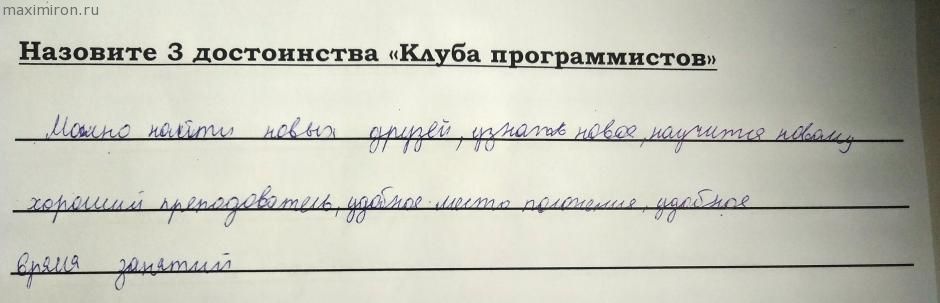 maximiron.ru
Назовите 3 достоинства «Клуба программистов»
Можно найти новых друзей, узнать новое, научится новому
хороший преподователь, удобное место положение, удобное
время занятий